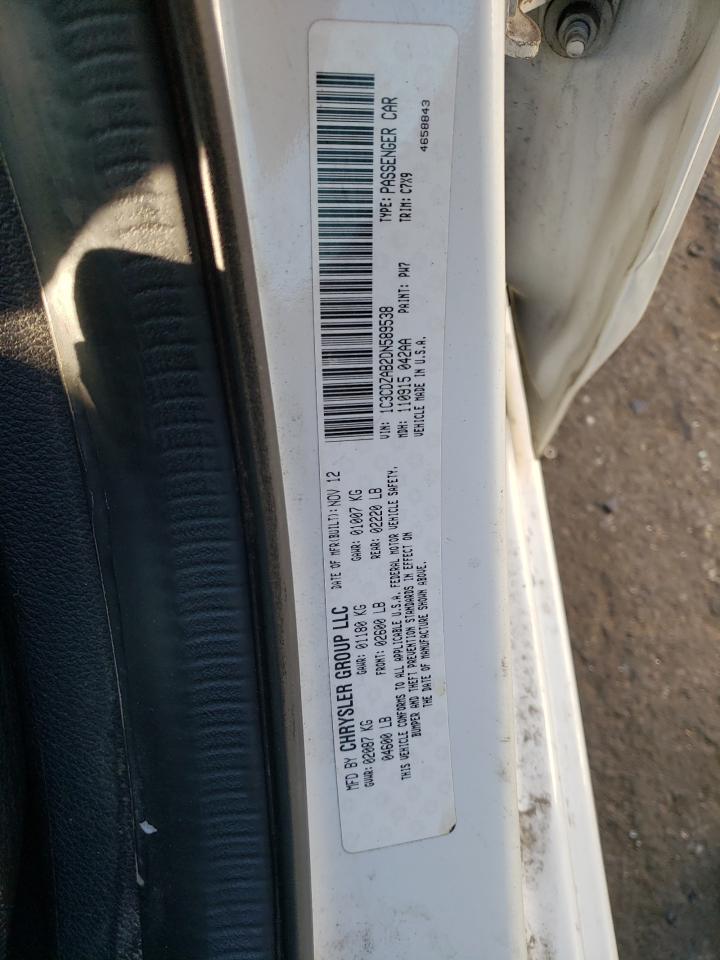 MFD BY CHRYSLER GROUP LLC DATE OF MFR(BUILT): NOV 12
GVWR: 02087 KG GAWR: 01180 KG GAWR: 01007 KG
04600 LB FRONT: 02600 LB REAR: 02220 LB
THIS VEHICLE CONFORMS TO ALL APPLICABLE U.S.A. FEDERAL MOTOR VEHICLE SAFETY,
BUMPER AND THEFT PREVENTION STANDARDS IN EFFECT ON
THE DATE OF MANUFACTURE SHOWN ABOVE.
VIN: 1C3CDZAB2DN589538 TYPE: PASSENGER CAR
MDH: 110915 042AA PAINT: PW7 TRIM: C7X9
VEHICLE MADE IN U.S.A. 4658843